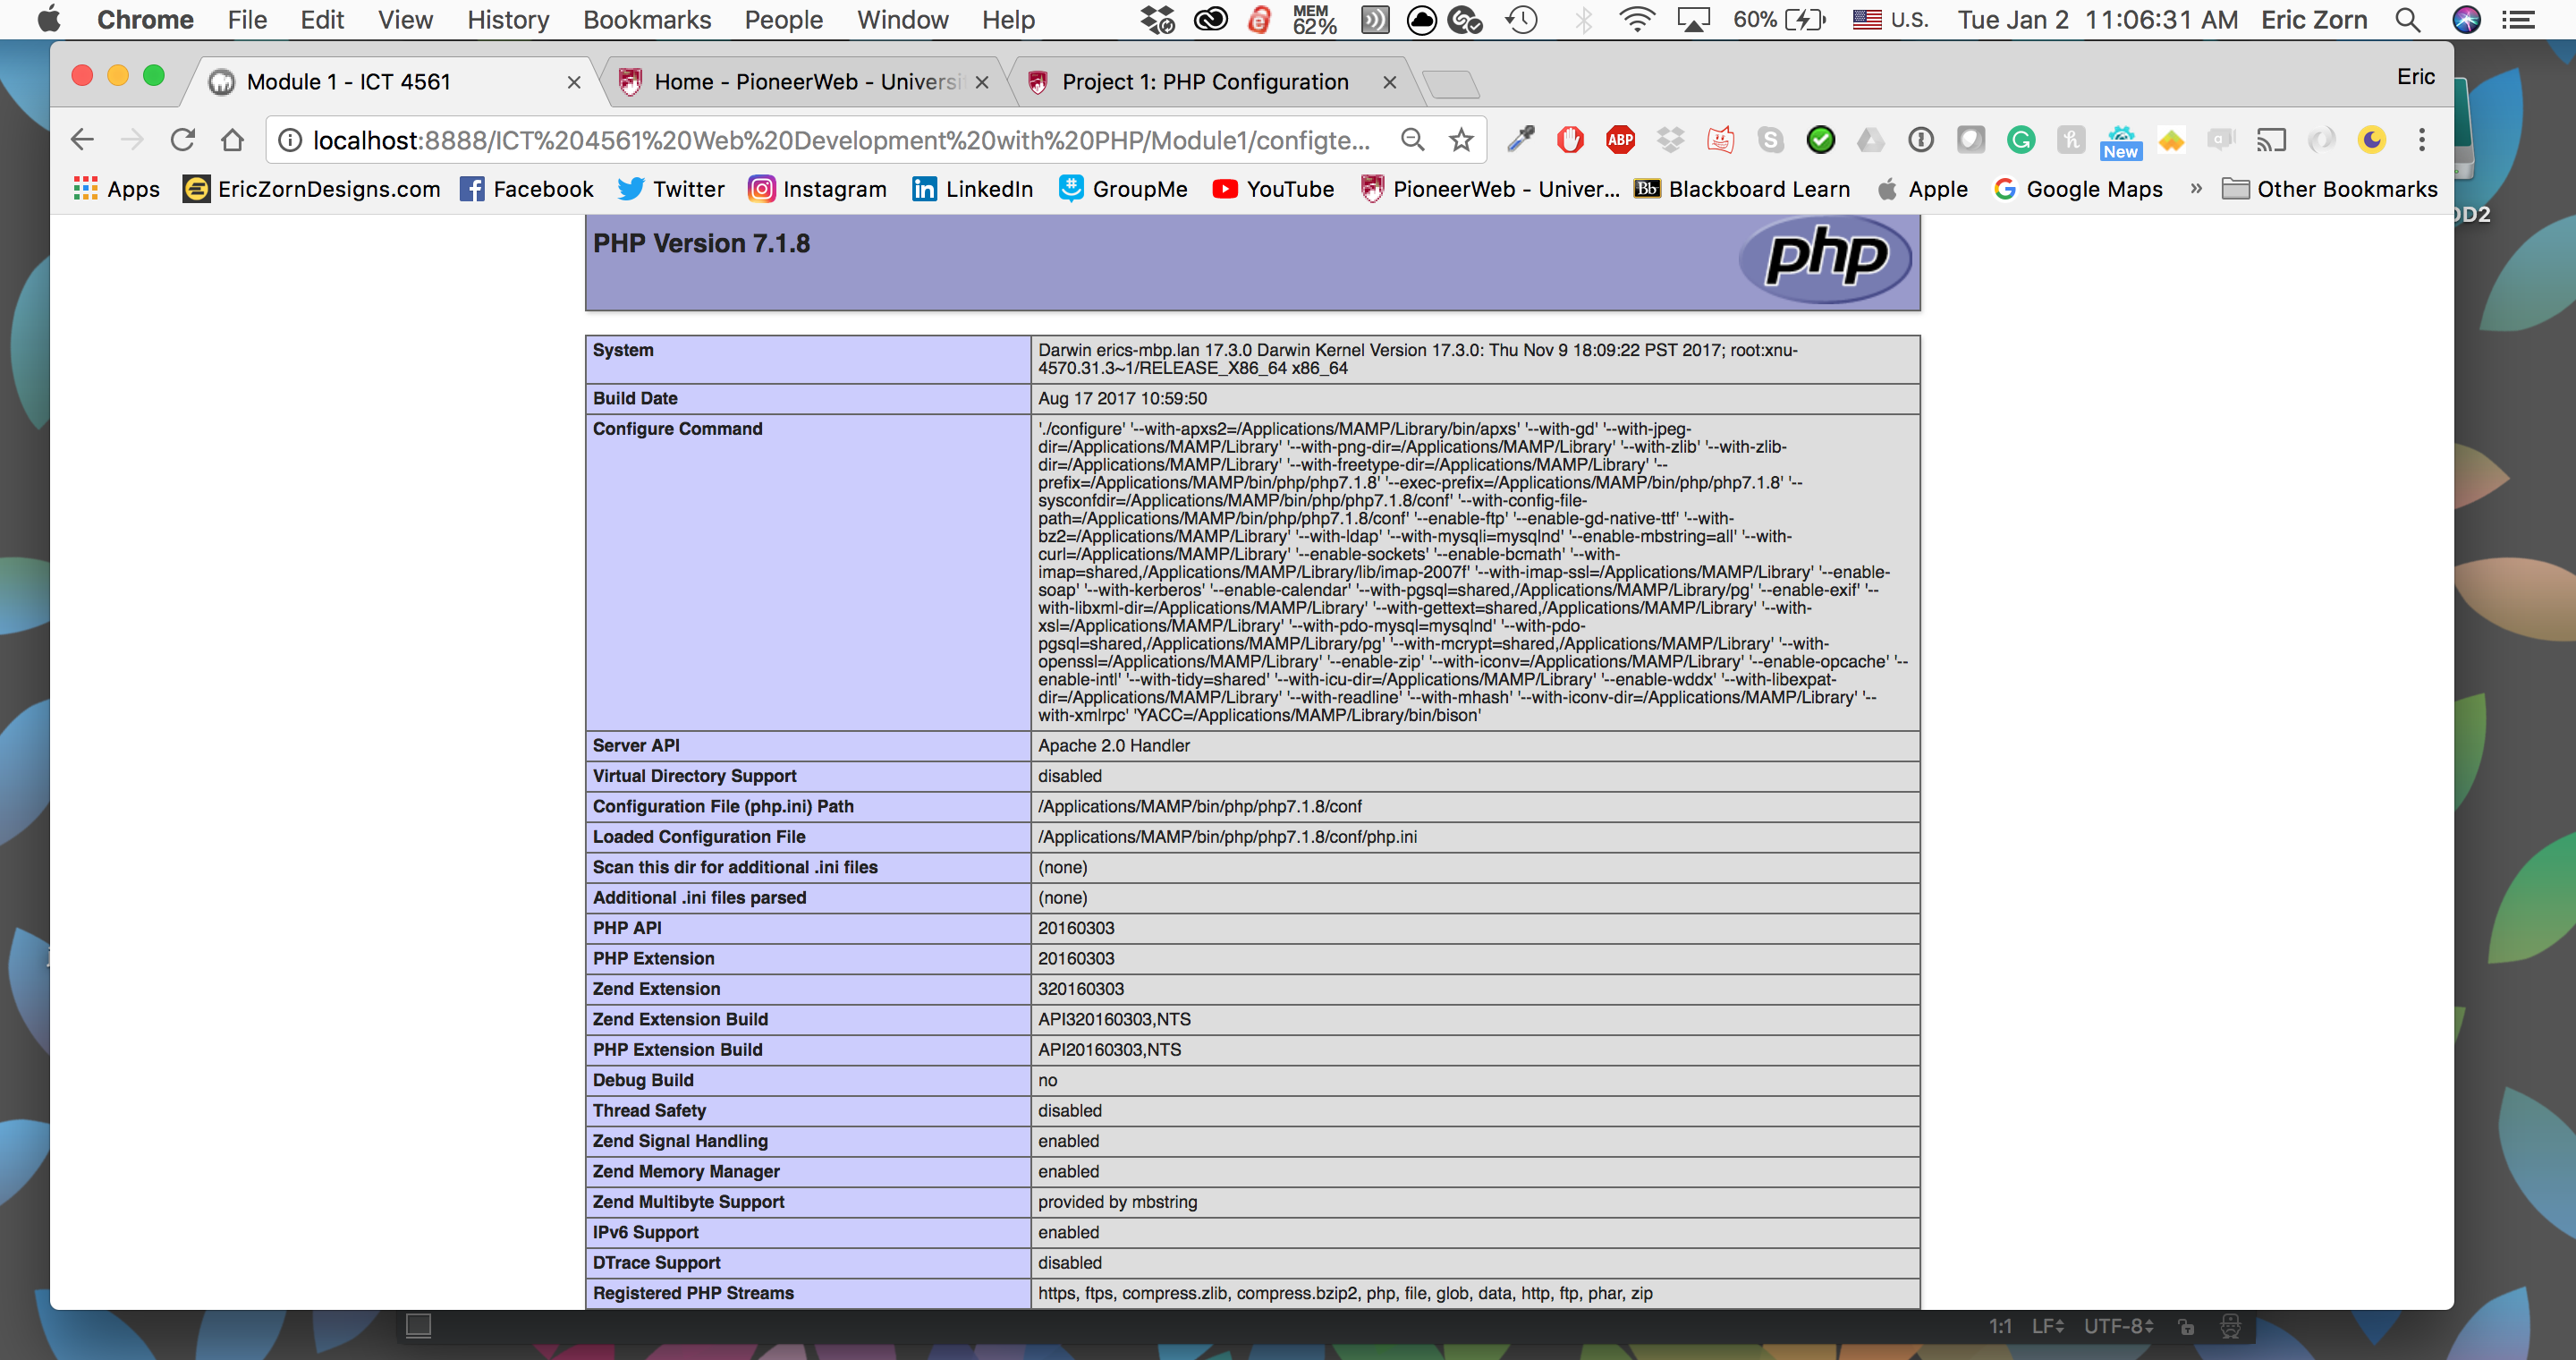 Chrome File Edit View History Bookmarks People Window Help MEM 62% 60% U.S. Tue Jan 2 11:06:31 AM Eric Zorn
Module 1 - ICT 4561 Home - PioneerWeb - Universi Project 1: PHP Configuration Eric
localhost:8888/ICT%204561%20Web%20Development%20with%20PHP/Module1/configte... ABP New
Apps EricZornDesigns.com Facebook Twitter Instagram LinkedIn GroupMe YouTube PioneerWeb - Univer... Bb Blackboard Learn Apple Google Maps » Other Bookmarks
DD2
PHP Version 7.1.8 php
System Darwin erics-mbp.lan 17.3.0 Darwin Kernel Version 17.3.0: Thu Nov 9 18:09:22 PST 2017; root:xnu-
4570.31.3~1/RELEASE_X86_64 x86_64
Build Date Aug 17 2017 10:59:50
Configure Command './configure' '--with-apxs2=/Applications/MAMP/Library/bin/apxs' '--with-gd' '--with-jpeg-
dir=/Applications/MAMP/Library' '--with-png-dir=/Applications/MAMP/Library' '--with-zlib' '--with-zlib-
dir=/Applications/MAMP/Library' '--with-freetype-dir=/Applications/MAMP/Library' '--
prefix=/Applications/MAMP/bin/php/php7.1.8' '--exec-prefix=/Applications/MAMP/bin/php/php7.1.8' '--
sysconfdir=/Applications/MAMP/bin/php/php7.1.8/conf' '--with-config-file-
path=/Applications/MAMP/bin/php/php7.1.8/conf' '--enable-ftp' '--enable-gd-native-ttf' '--with-
bz2=/Applications/MAMP/Library' '--with-ldap' '--with-mysqli=mysqlnd' '--enable-mbstring=all' '--with-
curl=/Applications/MAMP/Library' '--enable-sockets' '--enable-bcmath' '--with-
imap=shared,/Applications/MAMP/Library/lib/imap-2007f' '--with-imap-ssl=/Applications/MAMP/Library' '--enable-
soap' '--with-kerberos' '--enable-calendar' '--with-pgsql=shared,/Applications/MAMP/Library/pg' '--enable-exif' '--
with-libxml-dir=/Applications/MAMP/Library' '--with-gettext=shared,/Applications/MAMP/Library' '--with-
xsl=/Applications/MAMP/Library' '--with-pdo-mysql=mysqlnd' '--with-pdo-
pgsql=shared,/Applications/MAMP/Library/pg' '--with-mcrypt=shared,/Applications/MAMP/Library' '--with-
openssl=/Applications/MAMP/Library' '--enable-zip' '--with-iconv=/Applications/MAMP/Library' '--enable-opcache' '--
enable-intl' '--with-tidy=shared' '--with-icu-dir=/Applications/MAMP/Library' '--enable-wddx' '--with-libexpat-
dir=/Applications/MAMP/Library' '--with-readline' '--with-mhash' '--with-iconv-dir=/Applications/MAMP/Library' '--
with-xmlrpc' 'YACC=/Applications/MAMP/Library/bin/bison'
Server API Apache 2.0 Handler
Virtual Directory Support disabled
Configuration File (php.ini) Path /Applications/MAMP/bin/php/php7.1.8/conf
Loaded Configuration File /Applications/MAMP/bin/php/php7.1.8/conf/php.ini
Scan this dir for additional .ini files (none)
Additional .ini files parsed (none)
PHP API 20160303
PHP Extension 20160303
Zend Extension 320160303
Zend Extension Build API320160303,NTS
PHP Extension Build API20160303,NTS
Debug Build no
Thread Safety disabled
Zend Signal Handling enabled
Zend Memory Manager enabled
Zend Multibyte Support provided by mbstring
IPv6 Support enabled
DTrace Support disabled
Registered PHP Streams https, ftps, compress.zlib, compress.bzip2, php, file, glob, data, http, ftp, phar, zip
1:1 LF UTF-8